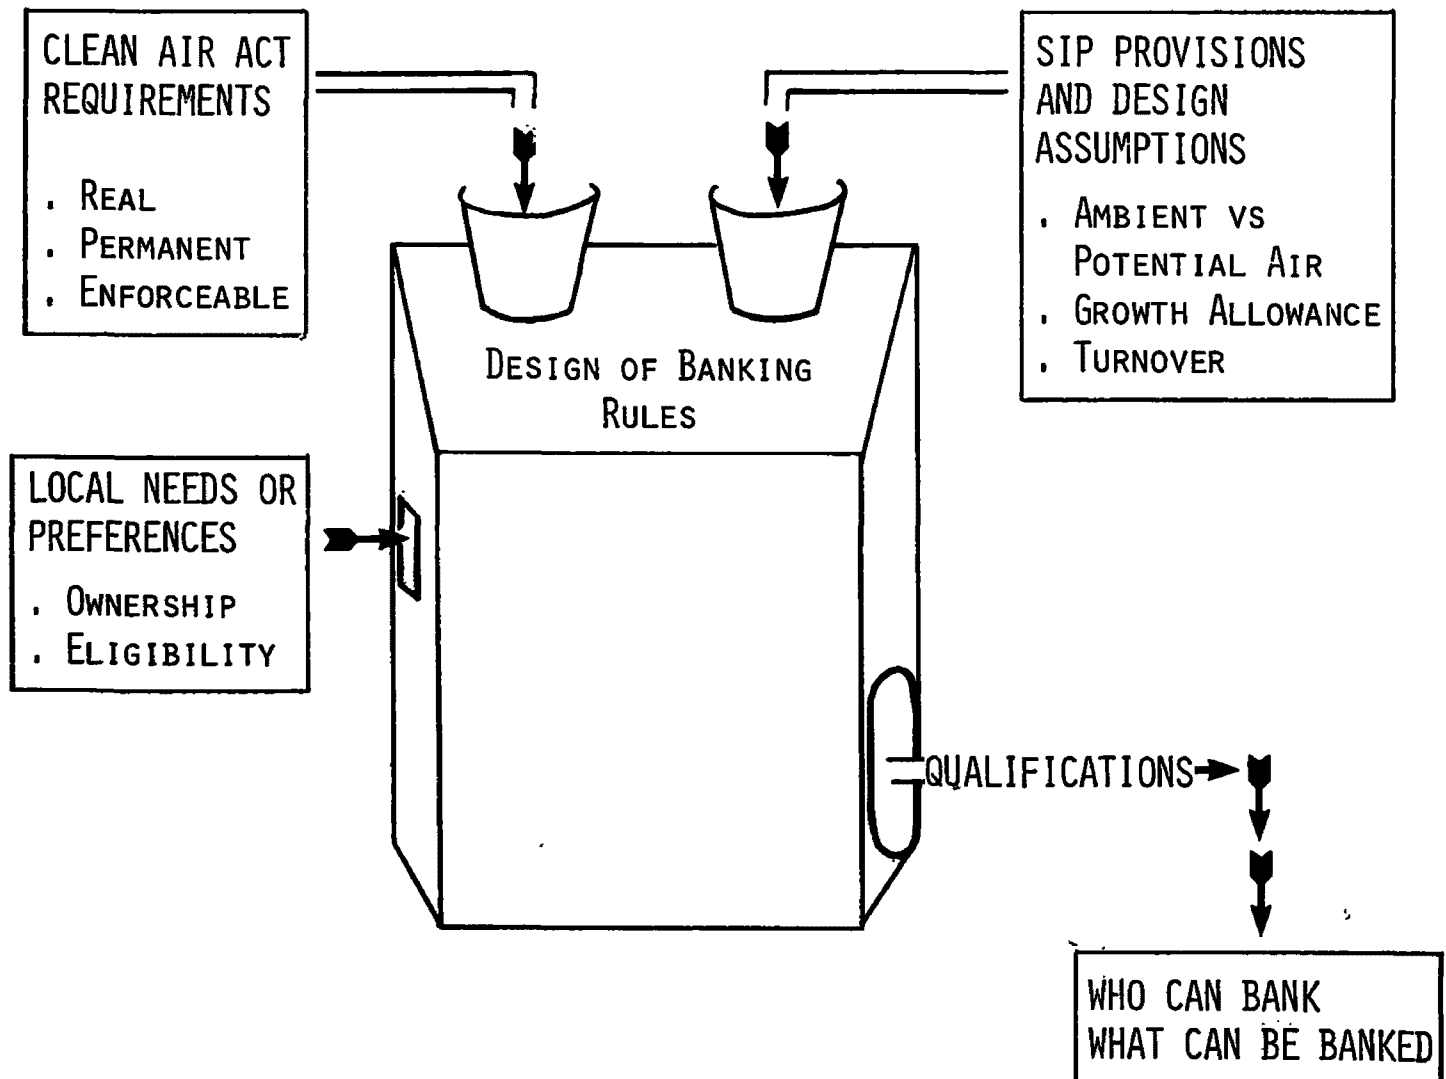 CLEAN AIR ACT
REQUIREMENTS
. REAL
. PERMANENT
. ENFORCEABLE
SIP PROVISIONS
AND DESIGN
ASSUMPTIONS
. AMBIENT VS
POTENTIAL AIR
. GROWTH ALLOWANCE
. TURNOVER
DESIGN OF BANKING
RULES
LOCAL NEEDS OR
PREFERENCES
. OWNERSHIP
. ELIGIBILITY
QUALIFICATIONS
WHO CAN BANK
WHAT CAN BE BANKED